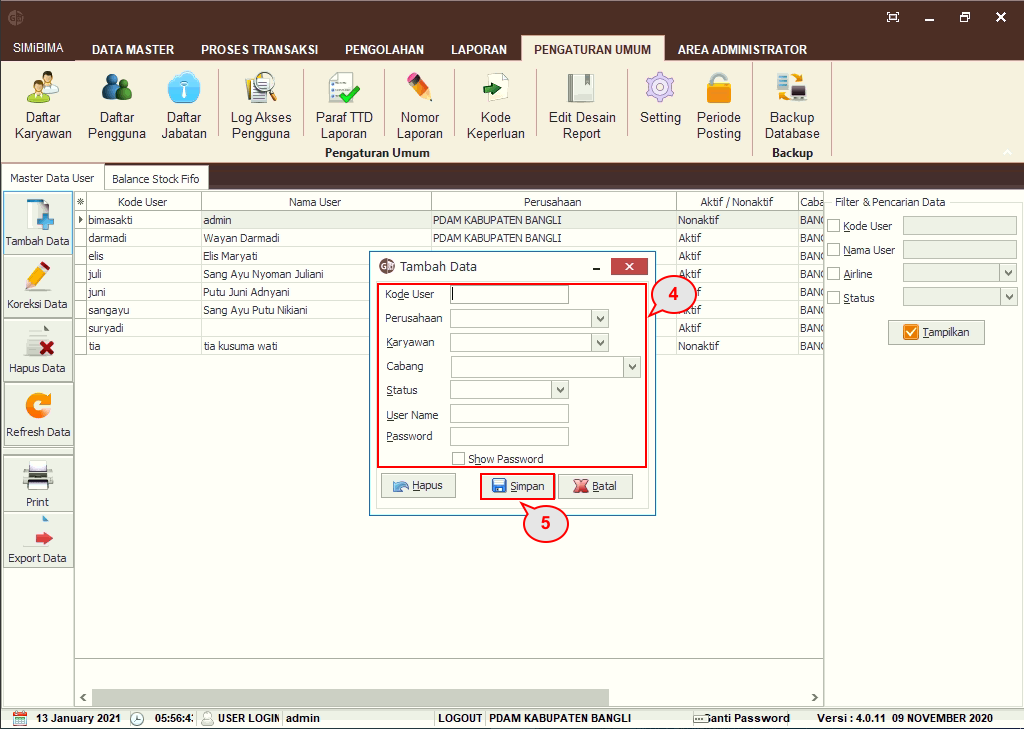 SIMiBIMA
DATA MASTER
PROSES TRANSAKSI
PENGOLAHAN
LAPORAN
PENGATURAN UMUM
AREA ADMINISTRATOR
Daftar Karyawan
Daftar Pengguna
Daftar Jabatan
Log Akses Pengguna
Paraf TTD Laporan
Nomor Laporan
Kode Keperluan
Edit Desain Report
Setting
Periode Posting
Backup Database
Pengaturan Umum
Backup
Master Data User
Balance Stock Fifo
Tambah Data
Koreksi Data
Hapus Data
Refresh Data
Print
Export Data
Kode User Nama User Perusahaan Aktif / Nonaktif Caba
bimasakti admin PDAM KABUPATEN BANGLI Nonaktif BANG
darmadi Wayan Darmadi PDAM KABUPATEN BANGLI Aktif BANG
elis Elis Maryati Aktif BANG
juli Sang Ayu Nyoman Juliani Aktif BANG
juni Putu Juni Adnyani Aktif BANG
sangayu Sang Ayu Putu Nikiani Aktif BANG
suryadi Aktif BANG
tia tia kusuma wati Nonaktif BANG
Tambah Data
Kode User
Perusahaan
Karyawan
Cabang
Status
User Name
Password
Show Password
Hapus
Simpan
Batal
4
5
Filter & Pencarian Data
Kode User
Nama User
Airline
Status
Tampilkan
13 January 2021
05:56:4
USER LOGIN
admin
LOGOUT
PDAM KABUPATEN BANGLI
Ganti Password
Versi : 4.0.11 09 NOVEMBER 2020